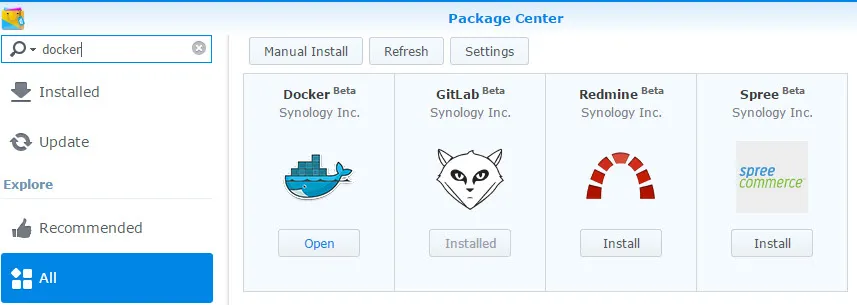 Package Center
docker
Installed
Update
Explore
Recommended
All
Manual Install Refresh Settings
Docker Beta
Synology Inc.
Open
GitLab Beta
Synology Inc.
Installed
Redmine Beta
Synology Inc.
Install
Spree Beta
Synology Inc.
spree
commerce
Install